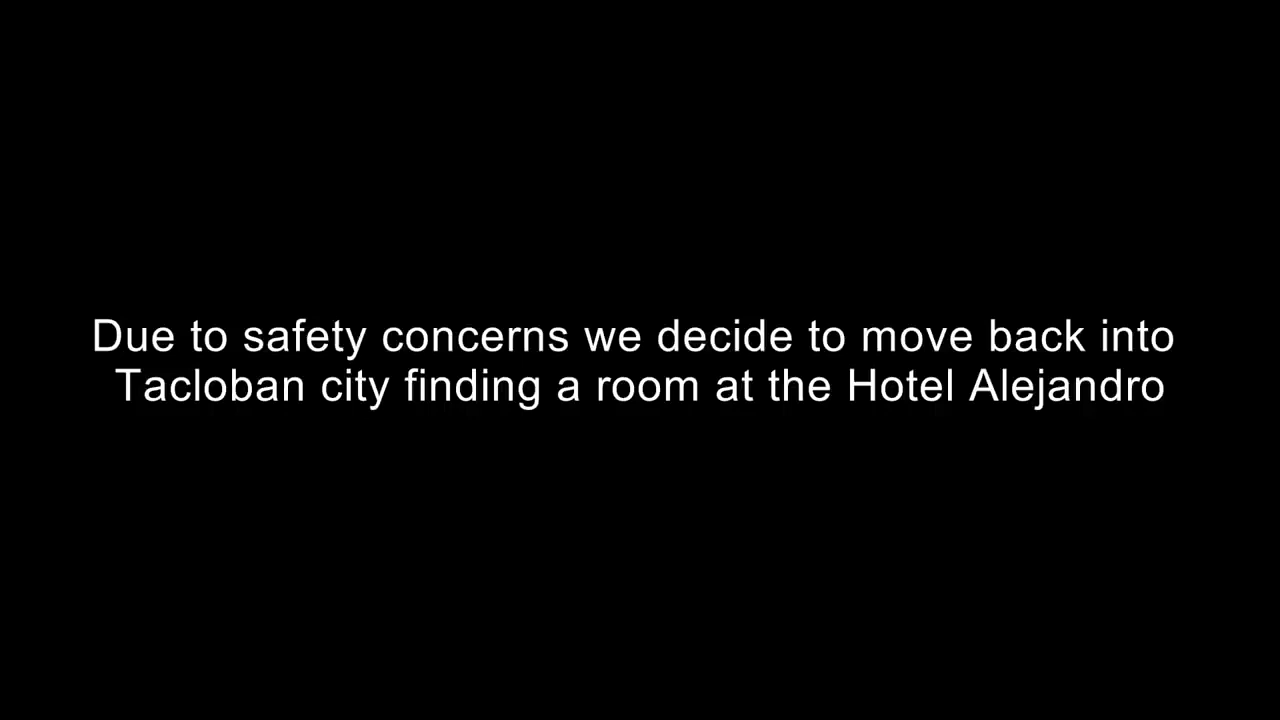 Due to safety concerns we decide to move back into
Tacloban city finding a room at the Hotel Alejandro